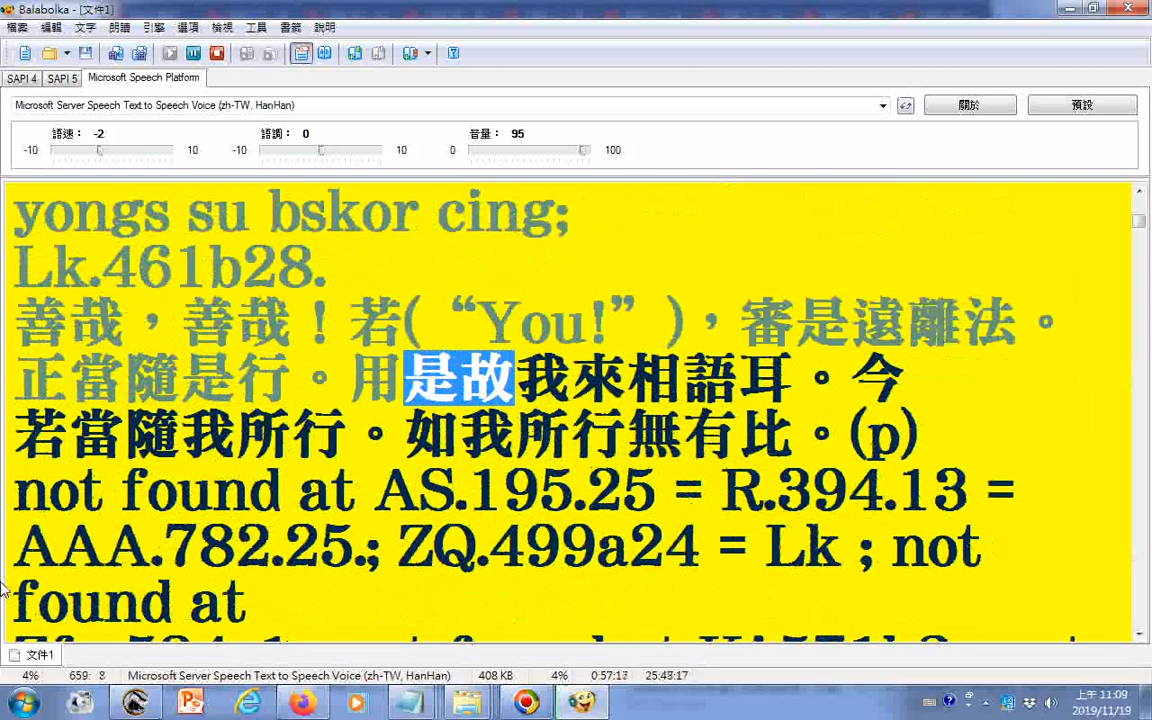 Balabolka - [文件1]
檔案 編輯 文字 朗讀 引擎 選項 檢視 工具 書籤 說明
SAPI 4 SAPI 5 Microsoft Speech Platform
Microsoft Server Speech Text to Speech Voice (zh-TW, HanHan) 關於 預設
語速： -2 語調： 0 音量： 95
-10 10 -10 10 0 100
yongs su bskor cing;
Lk.461b28.
善哉，善哉！若(“You!”)，審是遠離法。
正當隨是行。用是故我來相語耳。今
若當隨我所行。如我所行無有比。(p)
not found at AS.195.25 = R.394.13 =
AAA.782.25.; ZQ.499a24 = Lk ; not
found at
文件1
4% 659: 8 Microsoft Server Speech Text to Speech Voice (zh-TW, HanHan) 408 KB 4% 0:57:13 25:48:17
上午 11:09
2019/11/19